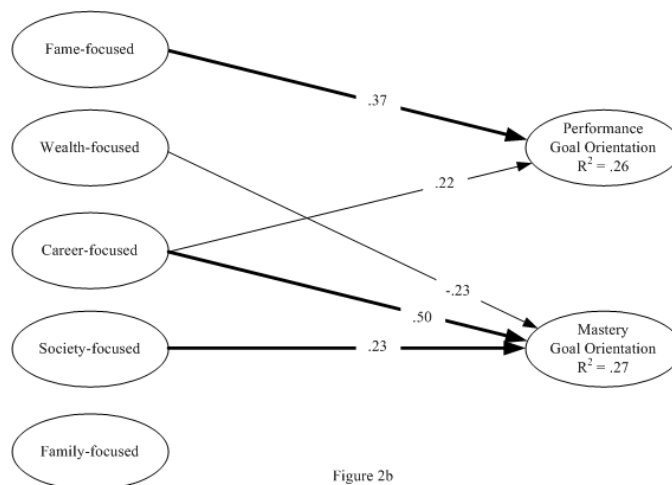 Fame-focused
.37
Wealth-focused
Performance
Goal Orientation
R² = .26
.22
Career-focused
-.23
.50
Society-focused
.23
Mastery
Goal Orientation
R² = .27
Family-focused
Figure 2b